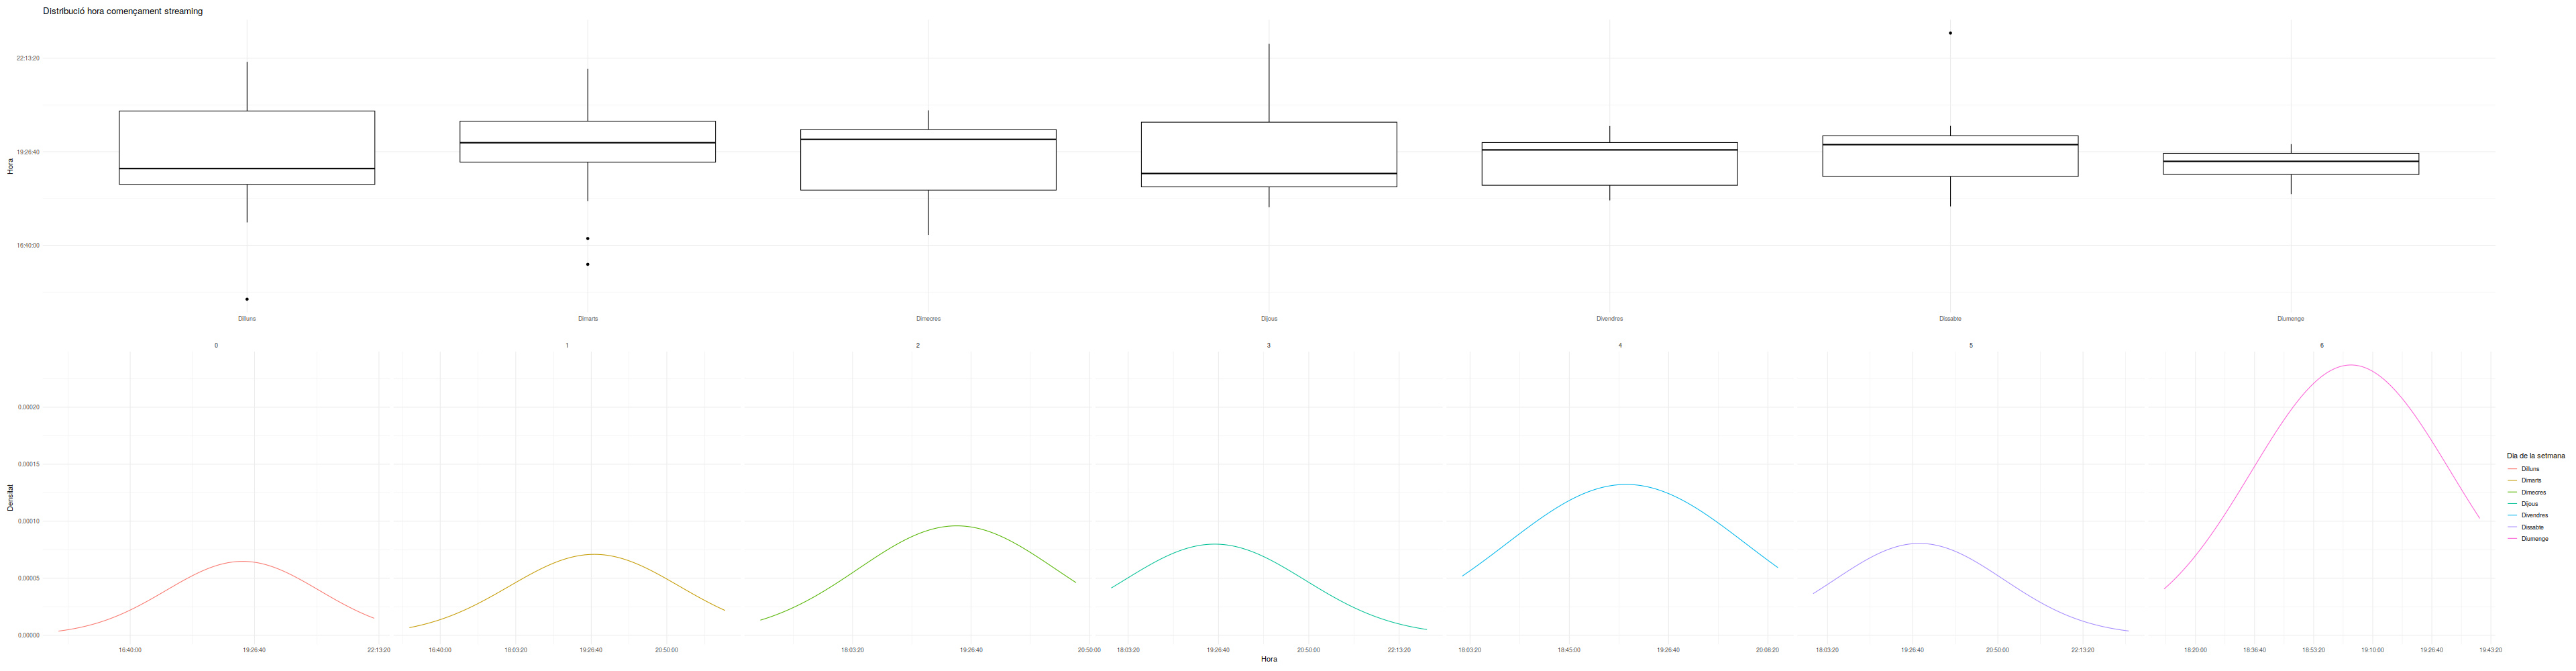 Distribució hora començament streaming
Hora
22:13:20
19:26:40
16:40:00
Dilluns Dimarts Dimecres Dijous Divendres Dissabte Diumenge
0 1 2 3 4 5 6
Densitat
0.00020
0.00015
0.00010
0.00005
0.00000
16:40:00 19:26:40 22:13:20 16:40:00 18:03:20 19:26:40 20:50:00 18:03:20 19:26:40 20:50:00 18:03:20 19:26:40 20:50:00 22:13:20 18:03:20 18:45:00 19:26:40 20:08:20 18:03:20 19:26:40 20:50:00 22:13:20 18:20:00 18:36:40 18:53:20 19:10:00 19:26:40 19:43:20
Hora
Dia de la setmana
Dilluns
Dimarts
Dimecres
Dijous
Divendres
Dissabte
Diumenge